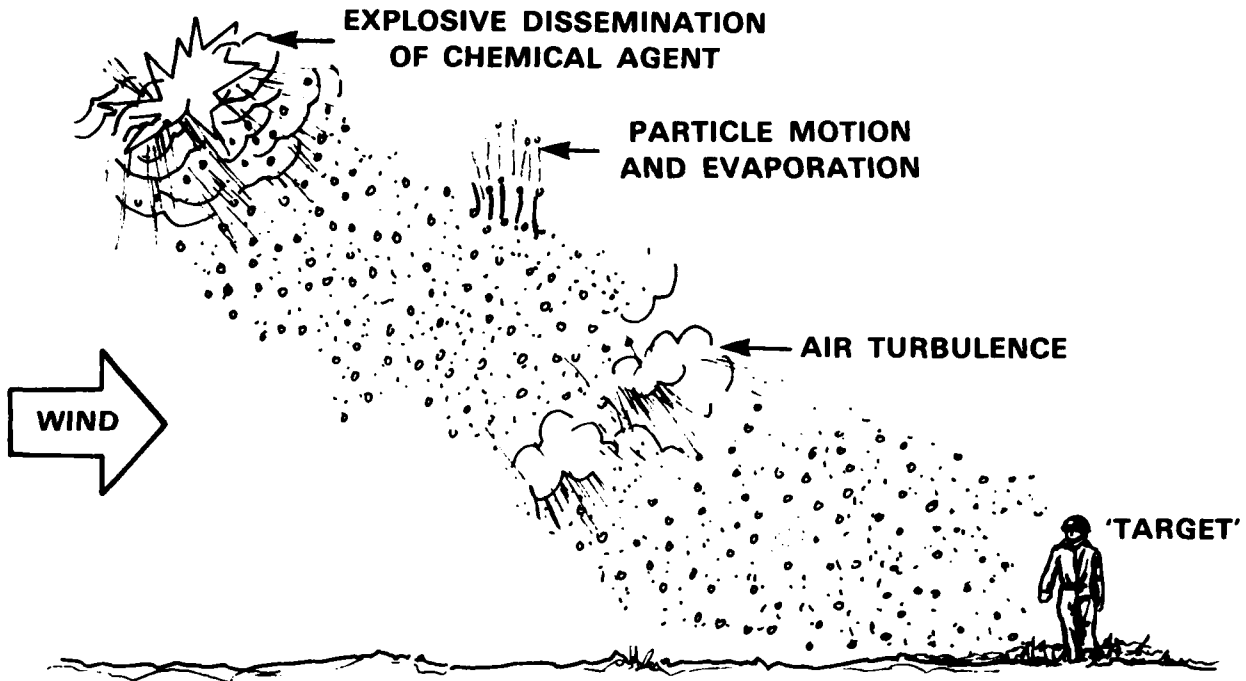 EXPLOSIVE DISSEMINATION
OF CHEMICAL AGENT
PARTICLE MOTION
AND EVAPORATION
AIR TURBULENCE
WIND
'TARGET'